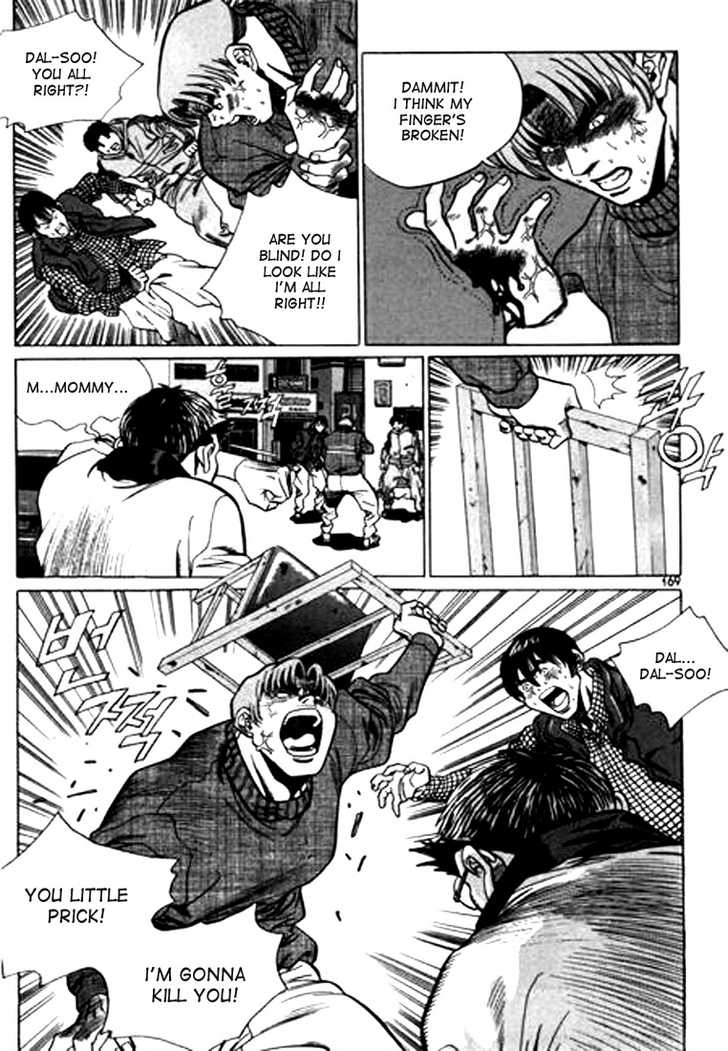 DAL-SOO!
YOU ALL
RIGHT?!
ARE YOU
BLIND! DO I
LOOK LIKE
I'M ALL
RIGHT!!
DAMMIT!
I THINK MY
FINGER'S
BROKEN!
M...MOMMY...
169
DAL...
DAL-SOO!
YOU LITTLE
PRICK!
I'M GONNA
KILL YOU!